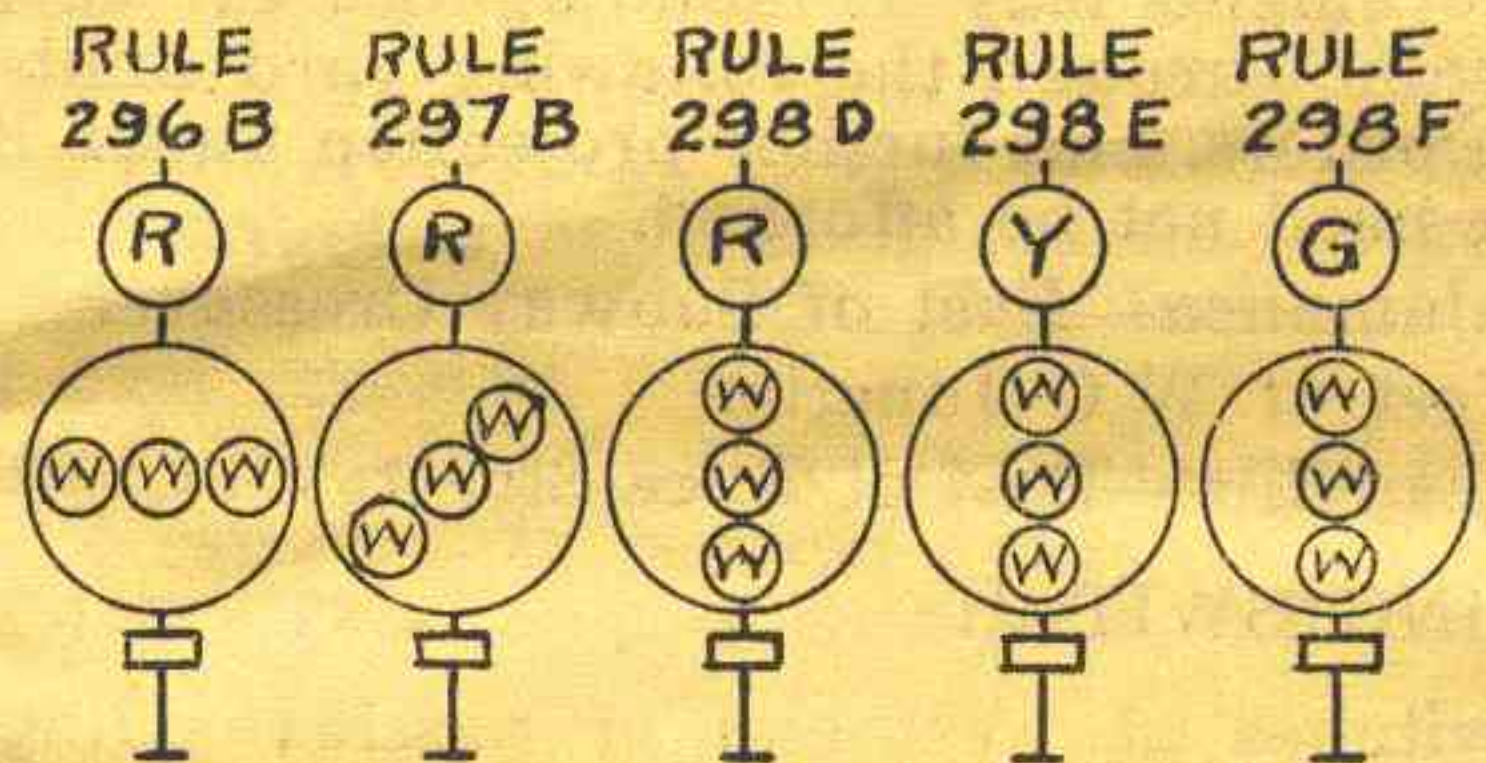 RULE RULE RULE RULE RULE
296 B 297 B 298 D 298 E 298 F
R R R Y G
W
W W W
W W W W W W
W
W W W